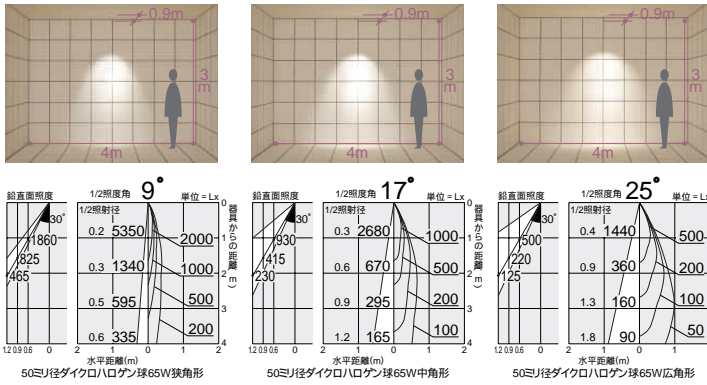 0.9m
3m
4m
0.9m
3m
4m
0.9m
3m
4m
鉛直面照度
1/2照度角 9°
単位=Lx
30°
1860
825
465
1.2 0.9 0.6 0
1/2照射径
0.2 5350
0.3 1340
0.5 595
0.6 335
2000
1000
500
200
0
1
2
3
4
器具からの距離(m)
2 1 0 1 2
水平距離(m)
50ミリ径ダイクロハロゲン球65W狭角形
鉛直面照度
1/2照度角 17°
単位=Lx
30°
930
415
230
1.2 0.9 0.6 0
1/2照射径
0.3 2680
0.6 670
0.9 295
1.2 165
1000
500
200
100
0
1
2
3
4
器具からの距離(m)
2 1 0 1 2
水平距離(m)
50ミリ径ダイクロハロゲン球65W中角形
鉛直面照度
1/2照度角 25°
単位=Lx
30°
500
220
125
1.2 0.9 0.6 0
1/2照射径
0.4 1440
0.9 360
1.3 160
1.8 90
500
200
100
50
2 1 0 1 2
水平距離(m)
50ミリ径ダイクロハロゲン球65W広角形